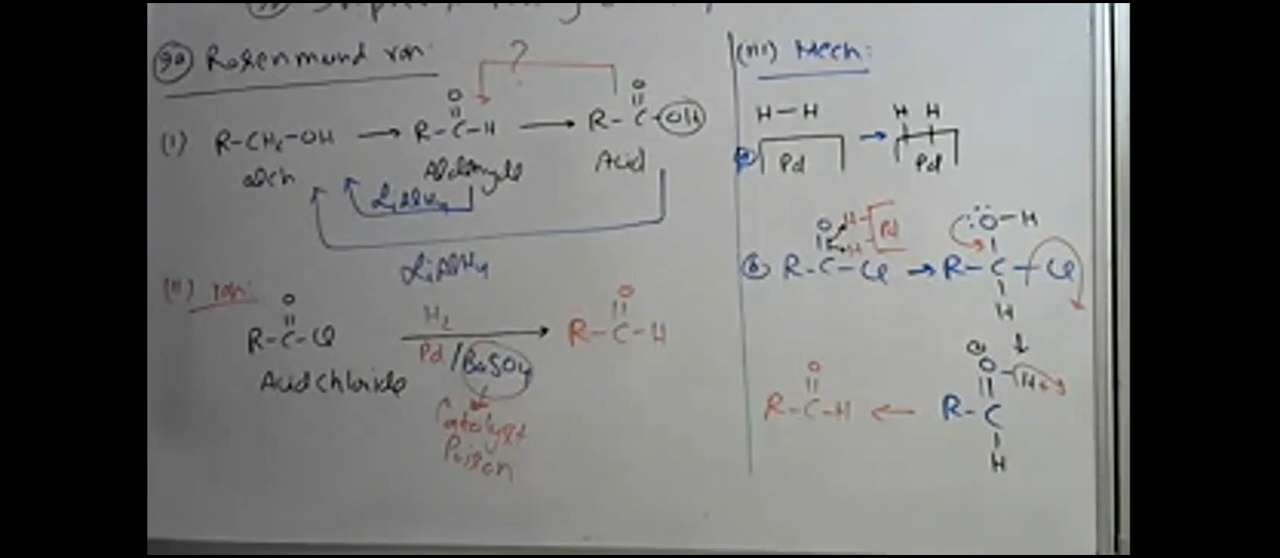 Rosenmund rxn:
(i) R-CH₂-OH → R-C-H → R-C-OH
O
O
?
alch
Aldehyde
Acid
LiAlH₄
LiAlH₄
(ii) rxn:
O
R-C-Cl
Acid chloride
H₂
Pd/BaSO₄
Catalyst
Poison
O
R-C-H
(iii) Mech:
H-H
H H
a
Pd → Pd
O H
H Pd
b R-C-Cl → R-C-Cl
:O-H
H
O
R-C-H ←
O-H
R-C
H